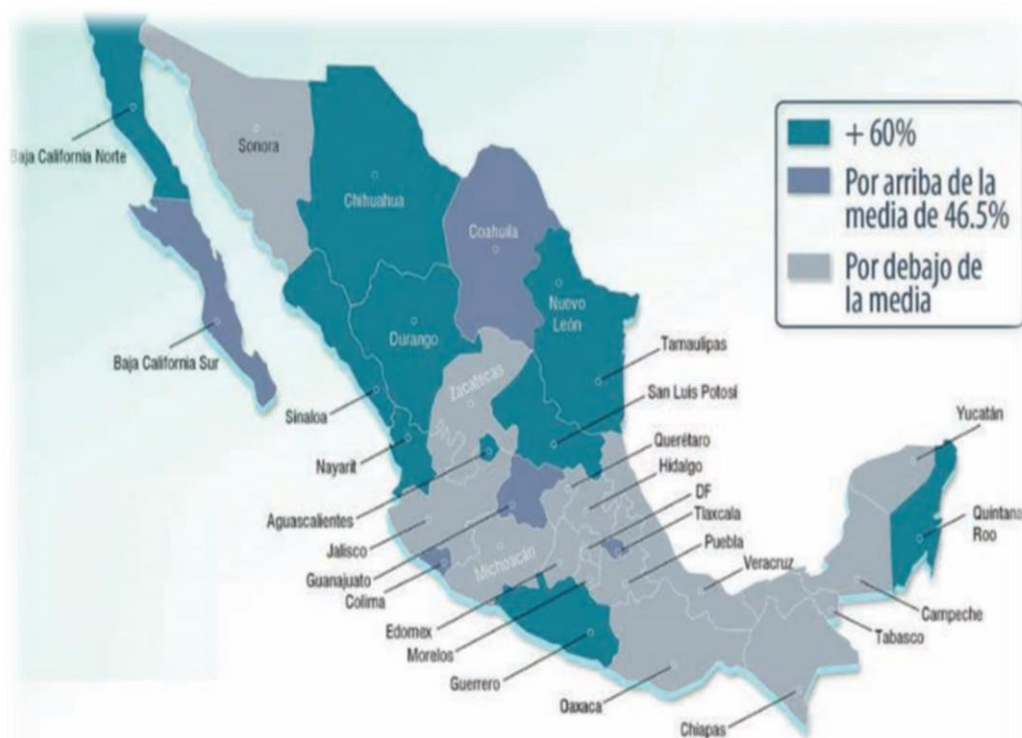 + 60%
Por arriba de la
media de 46.5%
Por debajo de
la media
Baja California Norte
Sonora
Chihuahua
Coahuila
Nuevo
León
Durango
Tamaulipas
Baja California Sur
Zacatecas
San Luis Potosí
Sinaloa
Yucatán
Querétaro
Nayarit
Hidalgo
DF
Aguascalientes
Tlaxcala
Quintana
Roo
Jalisco
Puebla
Michoacán
Veracruz
Guanajuato
Colima
Campeche
Edomex
Tabasco
Morelos
Guerrero
Oaxaca
Chiapas